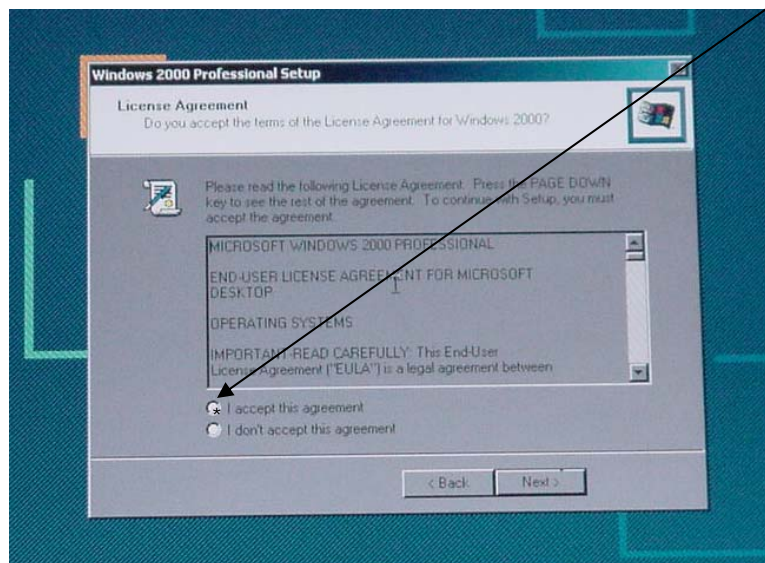 Windows 2000 Professional Setup
License Agreement
Do you accept the terms of the License Agreement for Windows 2000?
Please read the following License Agreement. Press the PAGE DOWN
key to see the rest of the agreement. To continue with Setup, you must
accept the agreement.
MICROSOFT WINDOWS 2000 PROFESSIONAL
END-USER LICENSE AGREEMENT FOR MICROSOFT
DESKTOP
OPERATING SYSTEMS
IMPORTANT-READ CAREFULLY: This End-User
License Agreement ("EULA") is a legal agreement between
I accept this agreement
I don't accept this agreement
< Back
Next >